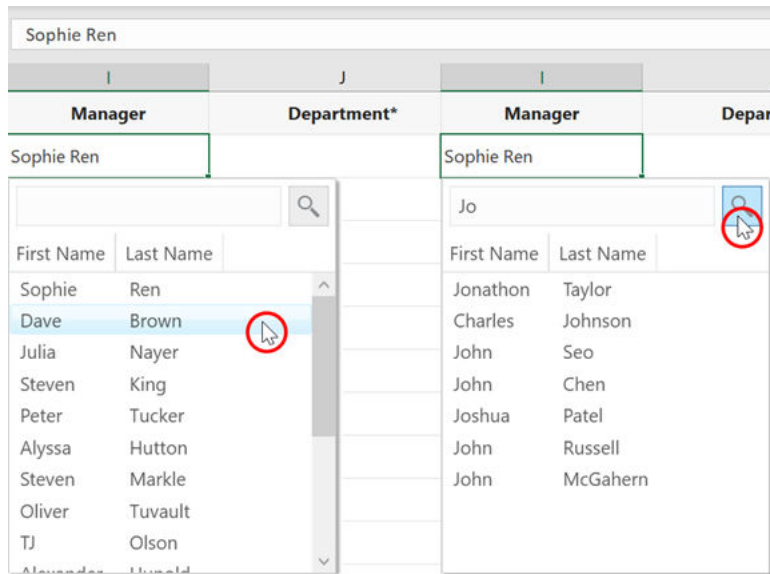 Sophie Ren
I J I
Manager Department* Manager Depar
Sophie Ren Sophie Ren
Jo
First Name Last Name First Name Last Name
Sophie Ren Jonathon Taylor
Dave Brown Charles Johnson
Julia Nayer John Seo
Steven King John Chen
Peter Tucker Joshua Patel
Alyssa Hutton John Russell
Steven Markle John McGahern
Oliver Tuvault
TJ Olson